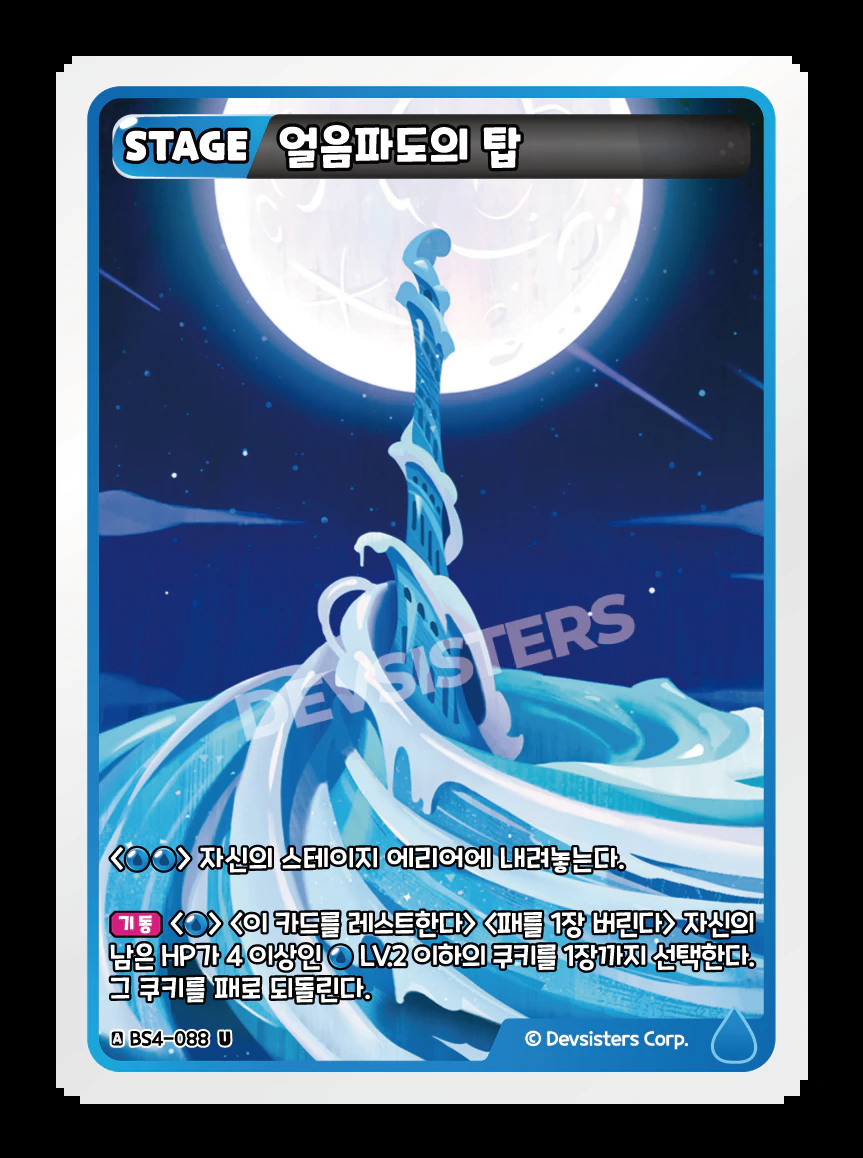 STAGE 얼음파도의 탑
DEVSISTERS
<💧💧> 자신의 스테이지 에리어에 내려놓는다.
기동 <💧> <이 카드를 레스트한다> <패를 1장 버린다> 자신의
남은 HP가 4 이상인 💧 LV.2 이하의 쿠키를 1장까지 선택한다.
그 쿠키를 패로 되돌린다.
A BS4-088 U
© Devsisters Corp.